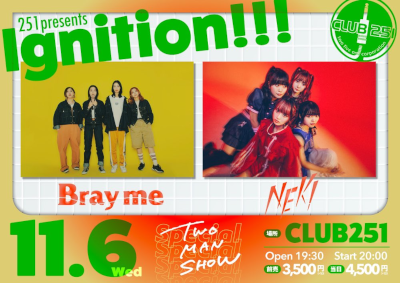 251 presents
Ignition!!!
CLUB 251
Bray me
NEKI
11.6
Wed
Special
TWO
MAN
SHOW
場所 CLUB251
Open 19:30 Start 20:00
前売 3,500円 当日 4,500円